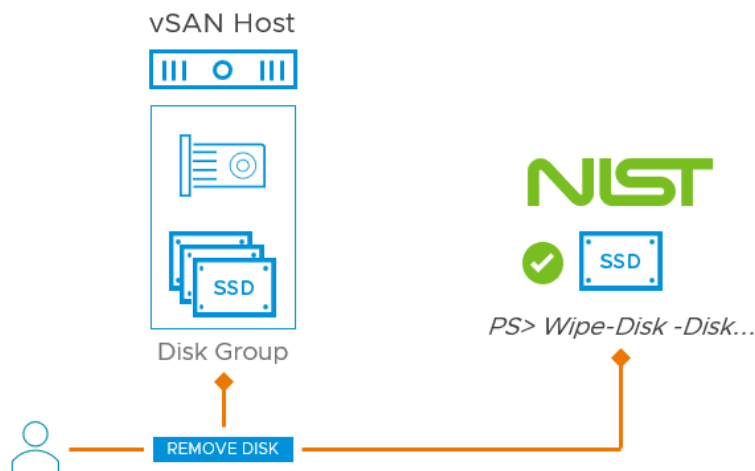 vSAN Host
SSD
Disk Group
NIST
SSD
PS> Wipe-Disk -Disk...
REMOVE DISK